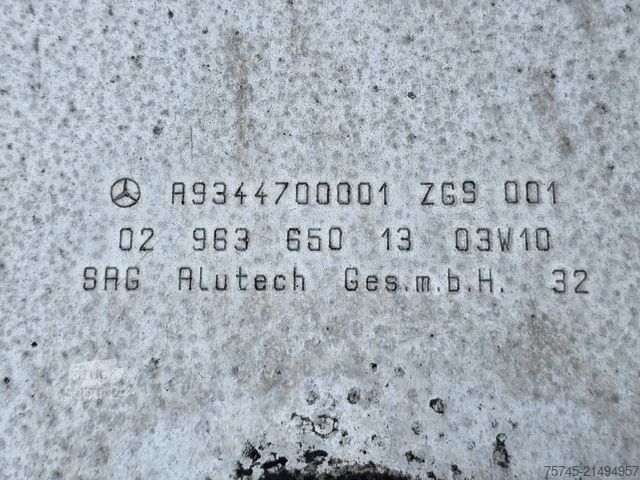 A9344700001 ZGS 001
02 963 650 13 03W10
SAG Alutech Ges.m.b.H. 32
75745-21494957